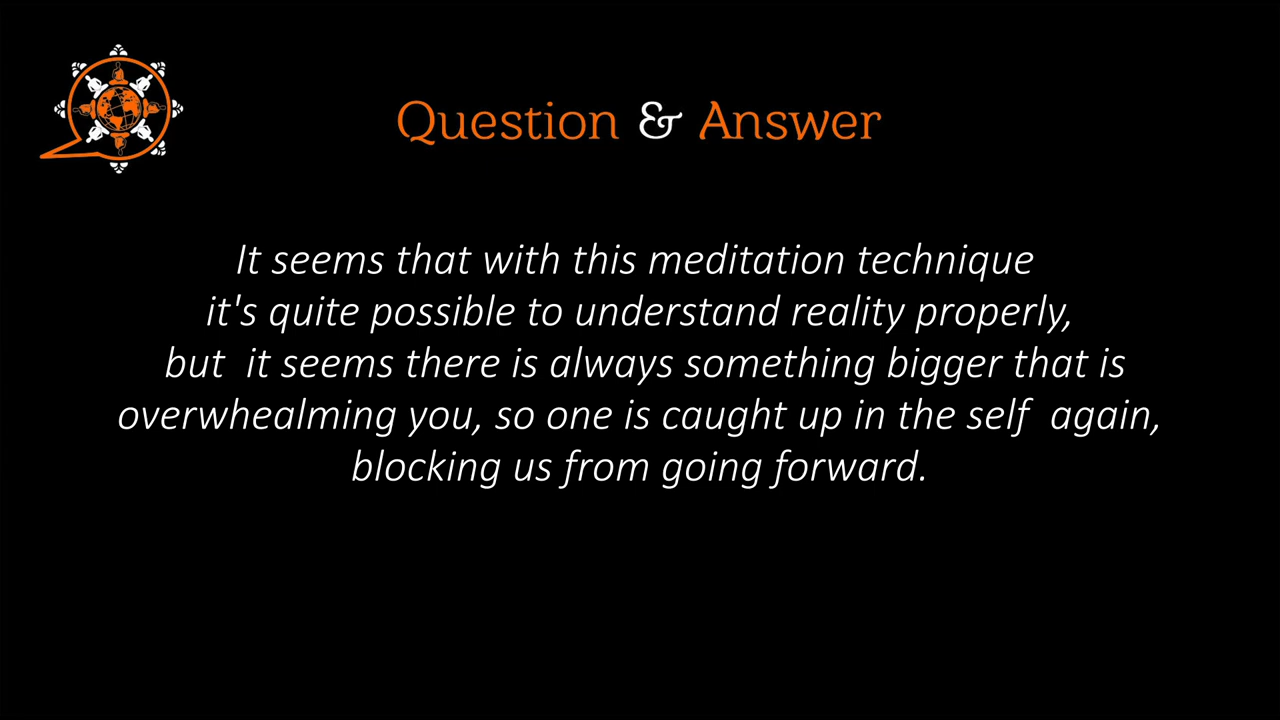 Question & Answer
It seems that with this meditation technique
it's quite possible to understand reality properly,
but  it seems there is always something bigger that is
overwhealming you, so one is caught up in the self  again,
blocking us from going forward.